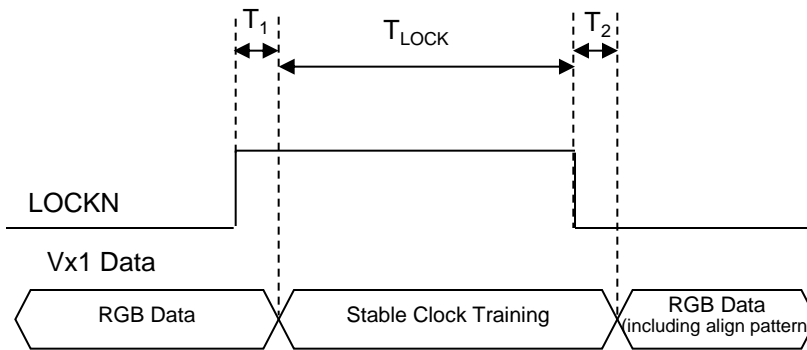 T1
TLOCK
T2
LOCKN
Vx1 Data
RGB Data
Stable Clock Training
RGB Data
(including align pattern